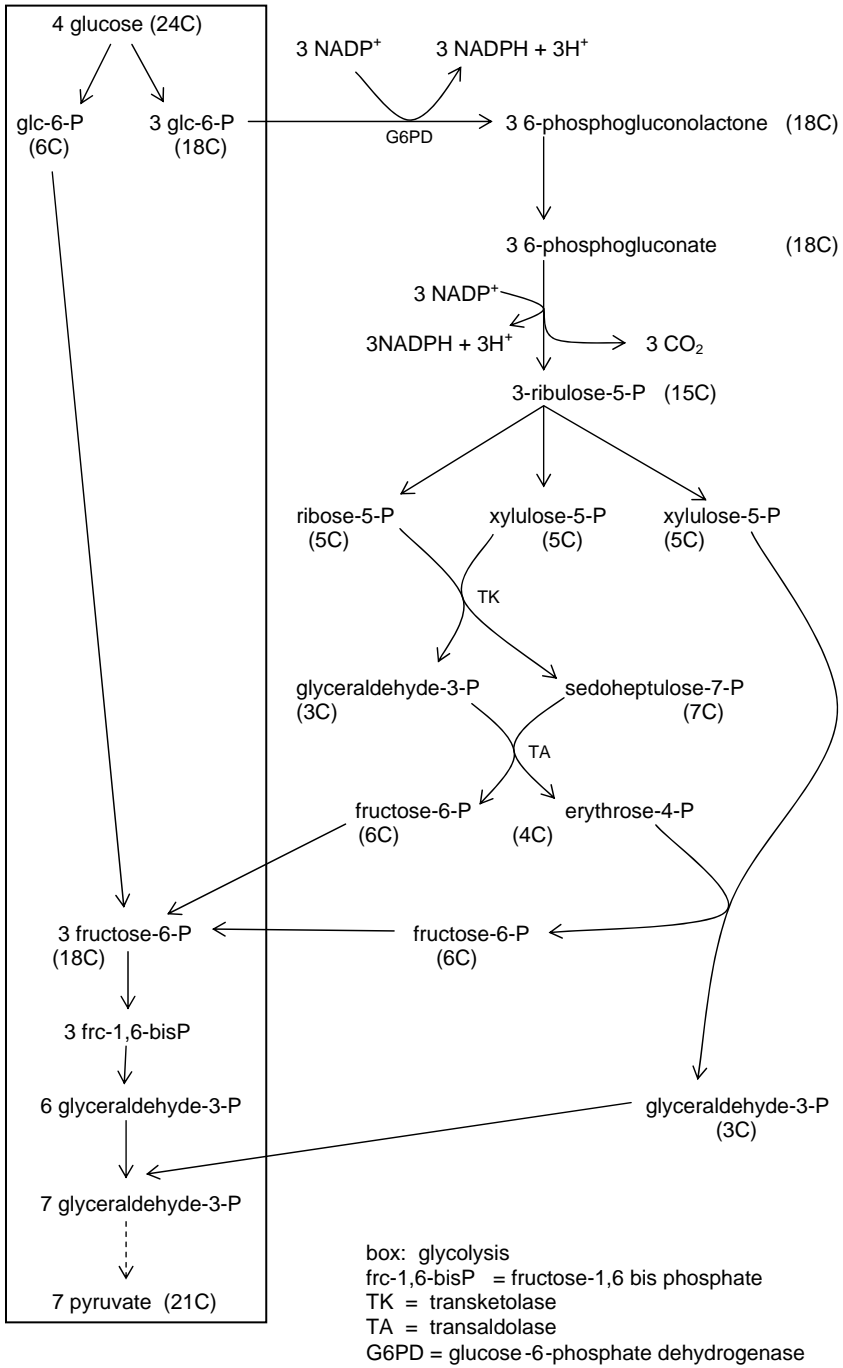 4 glucose (24C)
3 NADP⁺ 3 NADPH + 3H⁺
glc-6-P 3 glc-6-P 3 6-phosphogluconolactone (18C)
(6C) (18C) G6PD
3 6-phosphogluconate (18C)
3 NADP⁺
3NADPH + 3H⁺ 3 CO₂
3-ribulose-5-P (15C)
ribose-5-P xylulose-5-P xylulose-5-P
(5C) (5C) (5C)
TK
glyceraldehyde-3-P sedoheptulose-7-P
(3C) (7C)
TA
fructose-6-P erythrose-4-P
(6C) (4C)
3 fructose-6-P fructose-6-P
(18C) (6C)
3 frc-1,6-bisP
6 glyceraldehyde-3-P glyceraldehyde-3-P
(3C)
7 glyceraldehyde-3-P
7 pyruvate (21C)
box: glycolysis
frc-1,6-bisP = fructose-1,6 bis phosphate
TK = transketolase
TA = transaldolase
G6PD = glucose-6-phosphate dehydrogenase